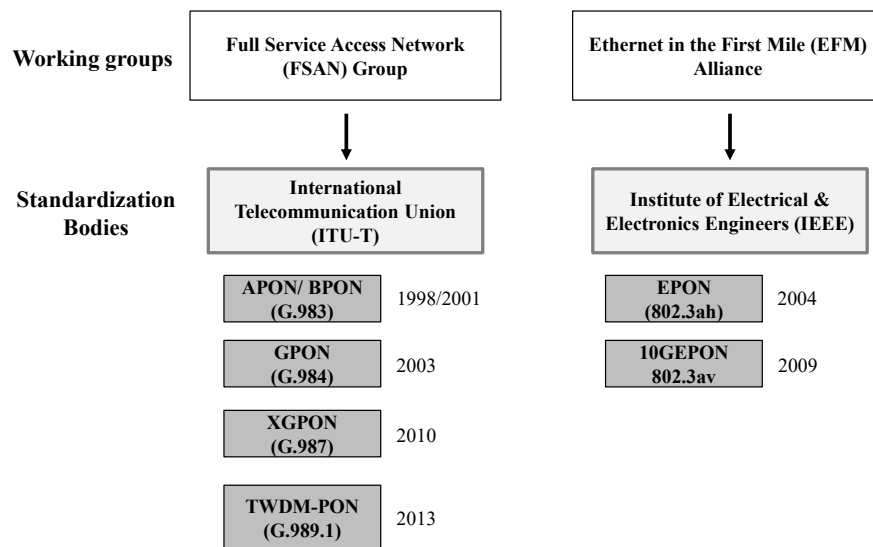 Working groups
Full Service Access Network
(FSAN) Group
Ethernet in the First Mile (EFM)
Alliance
Standardization
Bodies
International
Telecommunication Union
(ITU-T)
Institute of Electrical &
Electronics Engineers (IEEE)
APON/ BPON
(G.983)
1998/2001
EPON
(802.3ah)
2004
GPON
(G.984)
2003
10GEPON
802.3av
2009
XGPON
(G.987)
2010
TWDM-PON
(G.989.1)
2013